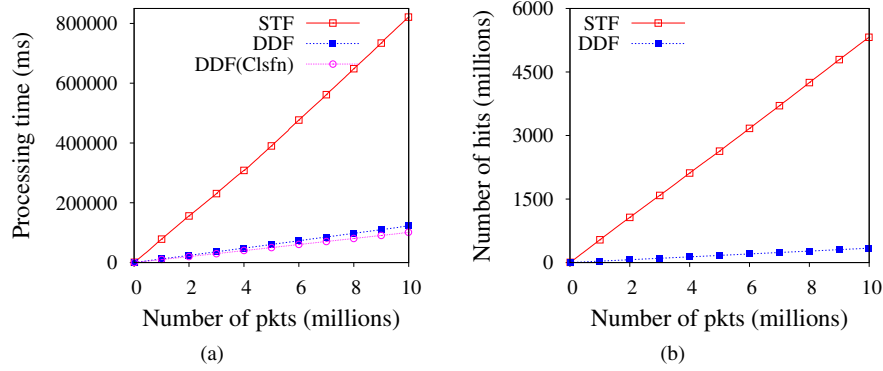 800000
600000
400000
200000
0
Processing time (ms)
STF
DDF
DDF(Clsfn)
0 2 4 6 8 10
Number of pkts (millions)
(a)
6000
4500
3000
1500
0
Number of hits (millions)
STF
DDF
0 2 4 6 8 10
Number of pkts (millions)
(b)